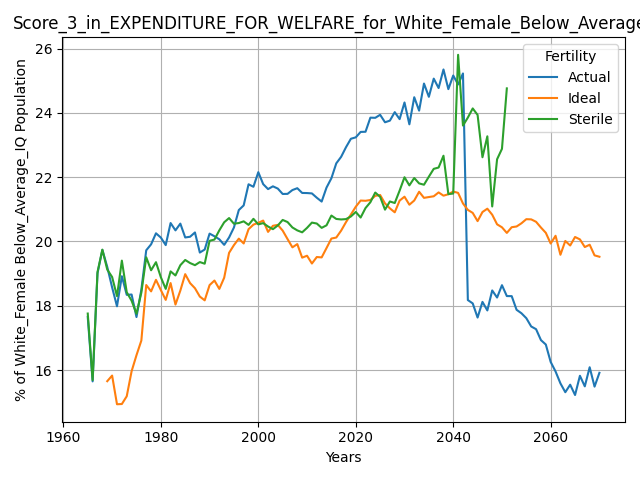 Score_3_in_EXPENDITURE_FOR_WELFARE_for_White_Female_Below_Average
26
24
22
20
18
16
% of White_Female Below_Average_IQ Population
Fertility
Actual
Ideal
Sterile
1960
1980
2000
2020
2040
2060
Years